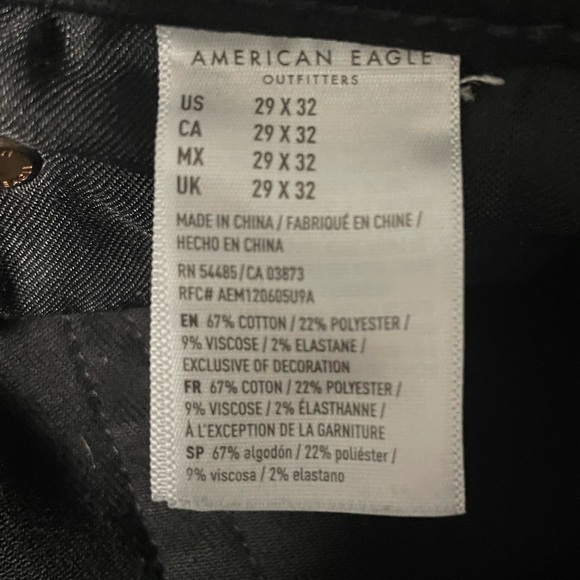 AMERICAN EAGLE
OUTFITTERS
US 29 X 32
CA 29 X 32
MX 29 X 32
UK 29 X 32
MADE IN CHINA / FABRIQUÉ EN CHINE /
HECHO EN CHINA
RN 54485/CA 03873
RFC# AEM120605U9A
EN 67% COTTON / 22% POLYESTER /
9% VISCOSE / 2% ELASTANE /
EXCLUSIVE OF DECORATION
FR 67% COTON / 22% POLYESTER /
9% VISCOSE / 2% ÉLASTHANNE /
À L'EXCEPTION DE LA GARNITURE
SP 67% algodón / 22% poliéster /
9% viscosa / 2% elastano